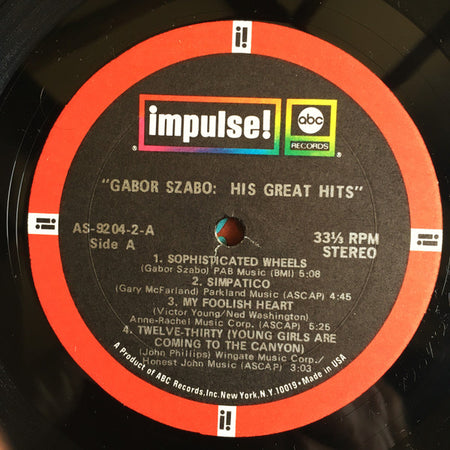 i!
impulse!
abc
RECORDS
®
®
"GABOR SZABO: HIS GREAT HITS"
i!
i!
AS-9204-2-A
Side A
33⅓ RPM
STEREO
1. SOPHISTICATED WHEELS
(Gabor Szabo) PAB Music (BMI) 5:08
2. SIMPATICO
(Gary McFarland) Parkland Music (ASCAP) 4:45
3. MY FOOLISH HEART
(Victor Young/Ned Washington)
Anne-Rachel Music Corp. (ASCAP) 5:25
4. TWELVE-THIRTY (YOUNG GIRLS ARE
COMING TO THE CANYON)
(John Phillips) Wingate Music Corp./
Honest John Music (ASCAP) 3:03
A Product of ABC Records, Inc. New York, N.Y. 10019 • Made in USA
i!